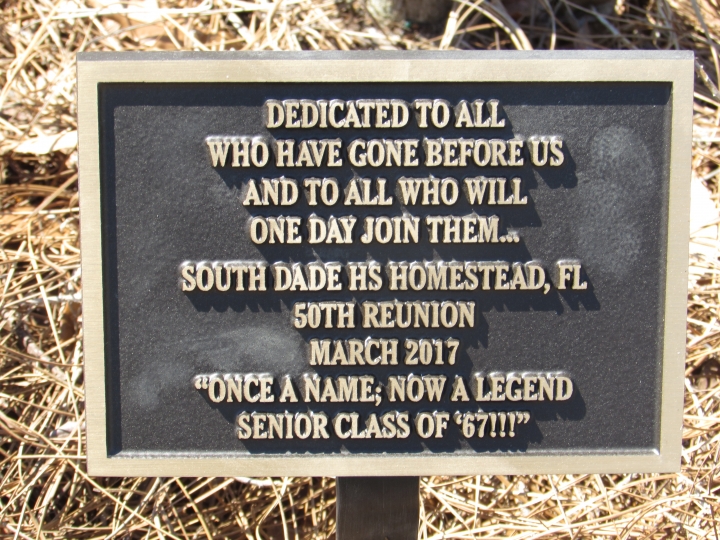 DEDICATED TO ALL
WHO HAVE GONE BEFORE US
AND TO ALL WHO WILL
ONE DAY JOIN THEM...
SOUTH DADE HS HOMESTEAD, FL
50TH REUNION
MARCH 2017
“ONCE A NAME; NOW A LEGEND
SENIOR CLASS OF ‘67!!!”